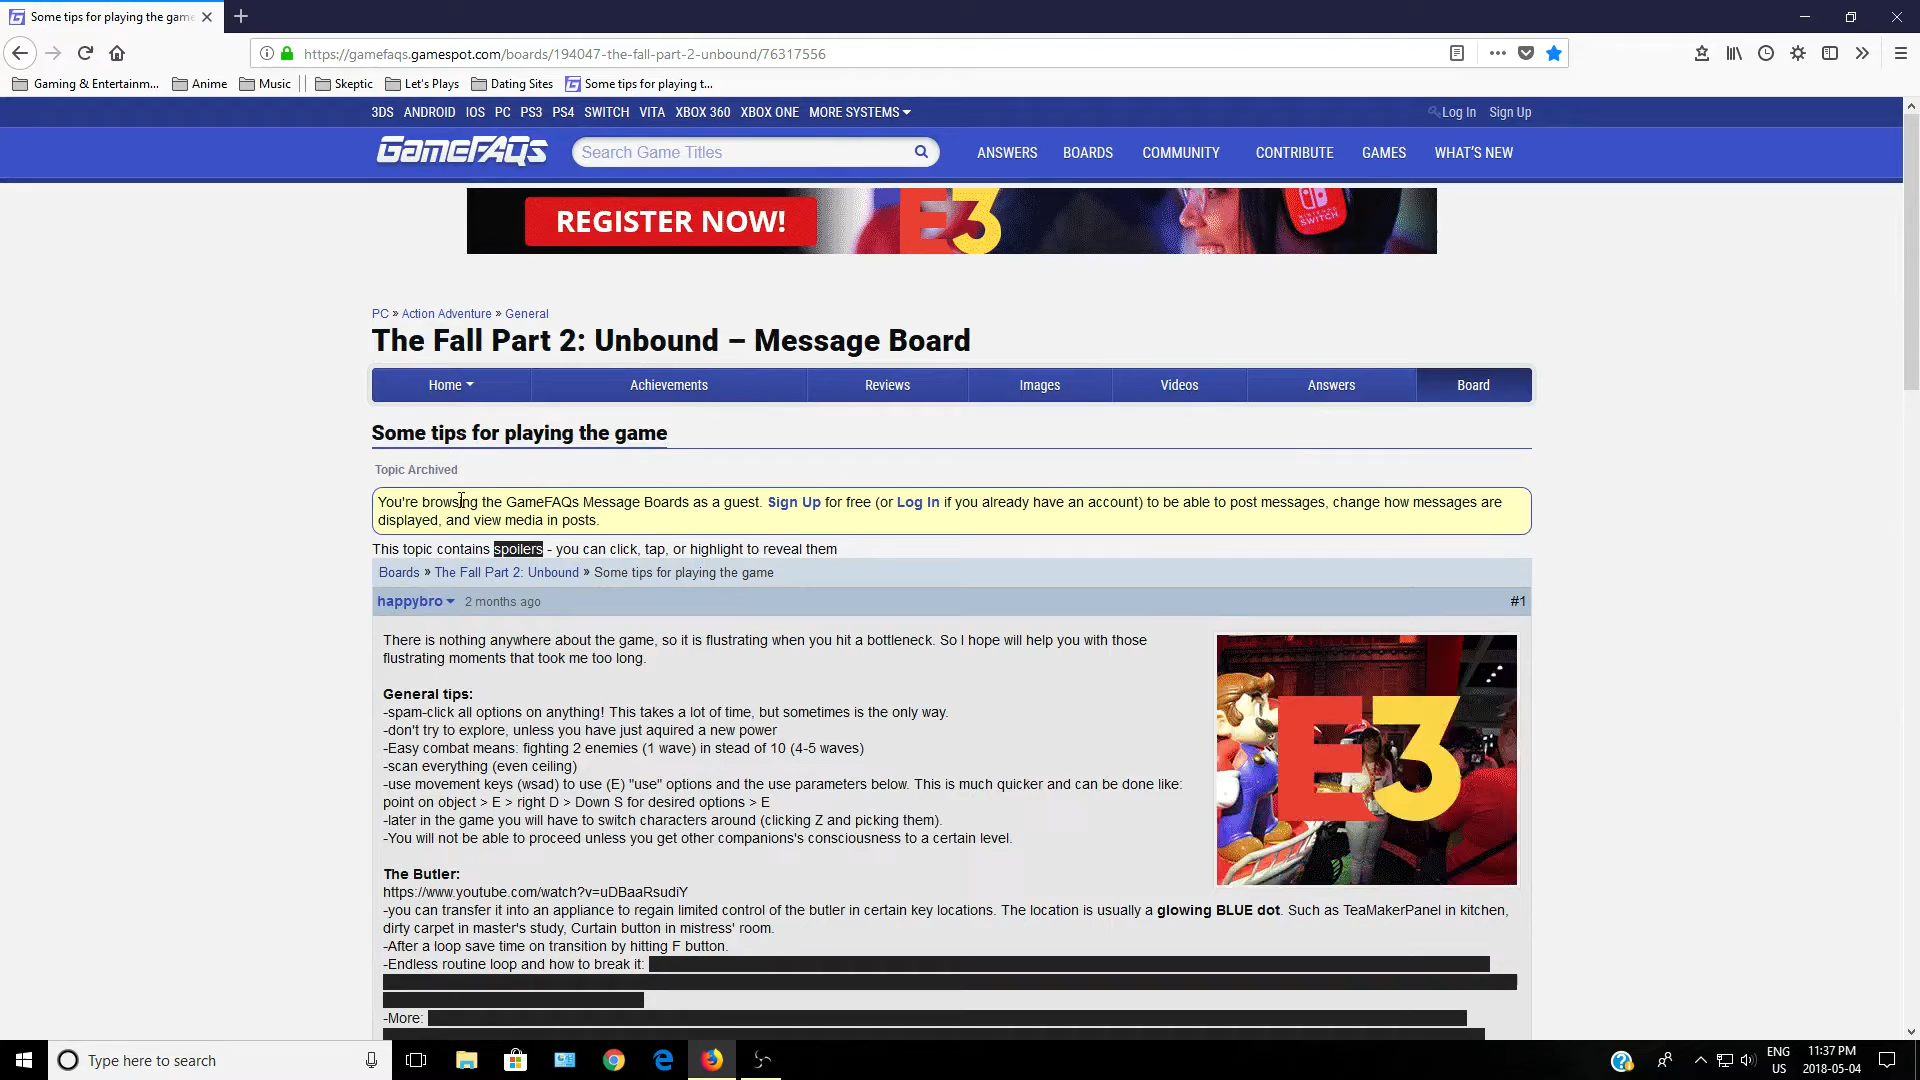 Some tips for playing the game
https://gamefaqs.gamespot.com/boards/194047-the-fall-part-2-unbound/76317556
Gaming & Entertainm... Anime Music Skeptic Let's Plays Dating Sites Some tips for playing t...
3DS ANDROID IOS PC PS3 PS4 SWITCH VITA XBOX 360 XBOX ONE MORE SYSTEMS Log In Sign Up
GameFAQs Search Game Titles ANSWERS BOARDS COMMUNITY CONTRIBUTE GAMES WHAT'S NEW
REGISTER NOW! E3 NINTENDO SWITCH
PC » Action Adventure » General
The Fall Part 2: Unbound – Message Board
Home Achievements Reviews Images Videos Answers Board
Some tips for playing the game
Topic Archived
You're browsing the GameFAQs Message Boards as a guest. Sign Up for free (or Log In if you already have an account) to be able to post messages, change how messages are
displayed, and view media in posts.
This topic contains spoilers - you can click, tap, or highlight to reveal them
Boards » The Fall Part 2: Unbound » Some tips for playing the game
happybro 2 months ago #1
There is nothing anywhere about the game, so it is flustrating when you hit a bottleneck. So I hope will help you with those
flustrating moments that took me too long.
General tips:
-spam-click all options on anything! This takes a lot of time, but sometimes is the only way.
-don't try to explore, unless you have just aquired a new power
-Easy combat means: fighting 2 enemies (1 wave) in stead of 10 (4-5 waves)
-scan everything (even ceiling)
-use movement keys (wsad) to use (E) "use" options and the use parameters below. This is much quicker and can be done like:
point on object > E > right D > Down S for desired options > E
-later in the game you will have to switch characters around (clicking Z and picking them).
-You will not be able to proceed unless you get other companions's consciousness to a certain level.
E3
The Butler:
https://www.youtube.com/watch?v=uDBaaRsudiY
-you can transfer it into an appliance to regain limited control of the butler in certain key locations. The location is usually a glowing BLUE dot. Such as TeaMakerPanel in kitchen,
dirty carpet in master's study, Curtain button in mistress' room.
-After a loop save time on transition by hitting F button.
-Endless routine loop and how to break it:
-More:
Type here to search
ENG 11:37 PM
US 2018-05-04